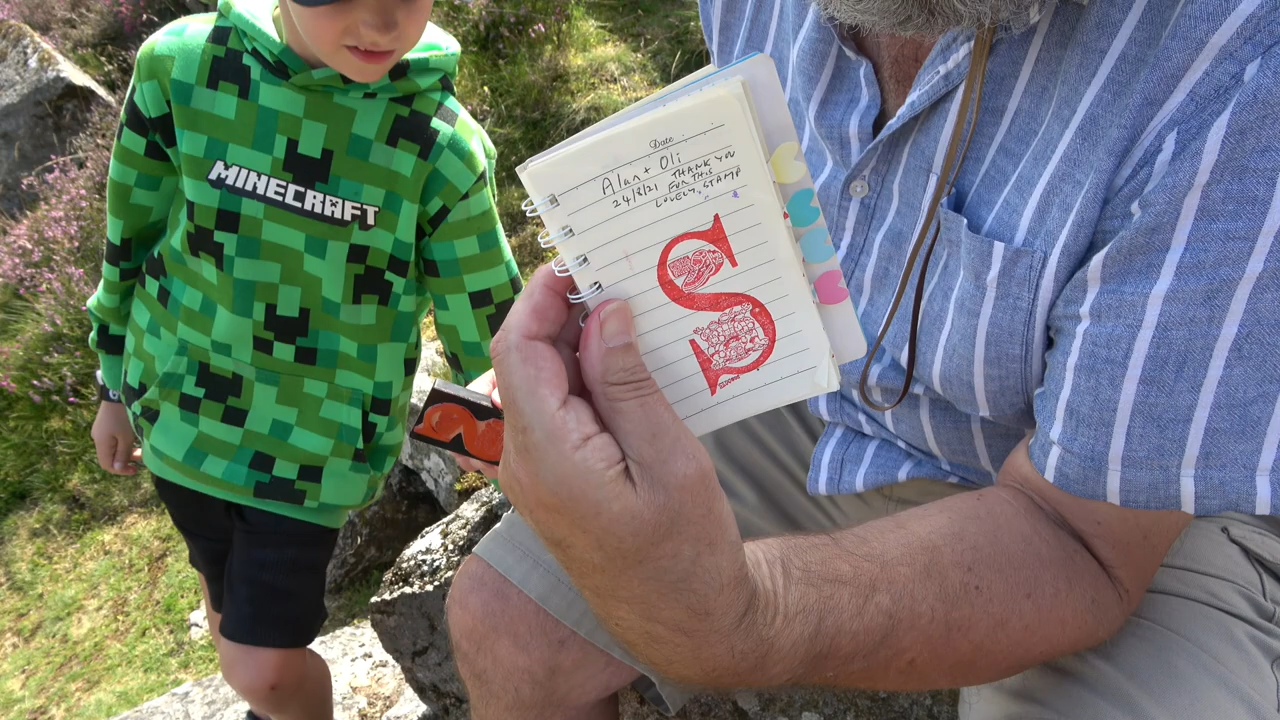 MINECRAFT
Date
Alan + Oli
24/8/21
THANK YOU
FOR THIS
LOVELY STAMP
S